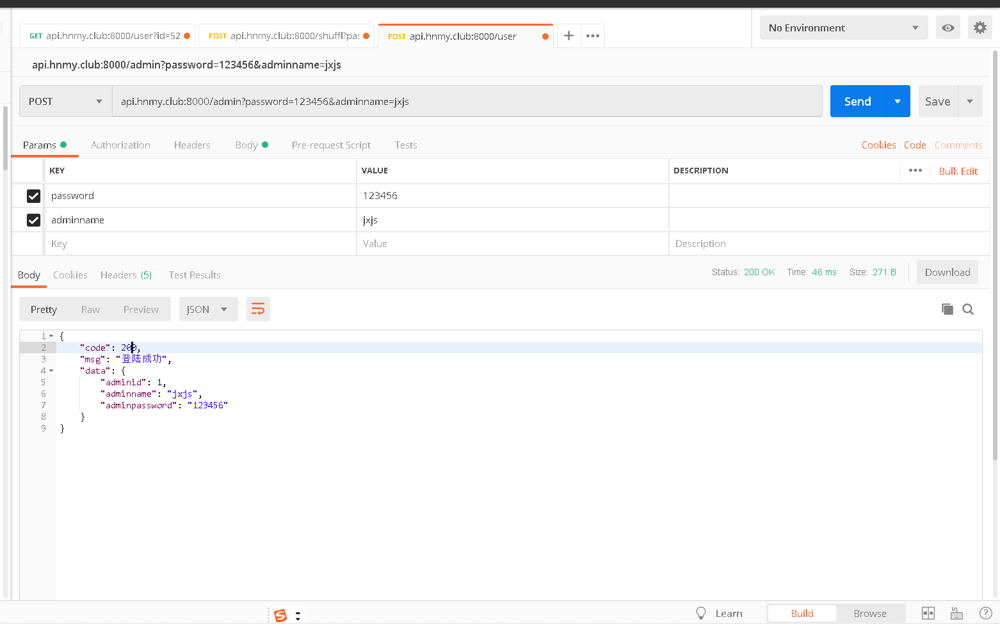 GET api.hnmy.club:8000/user?id=52
POST api.hnmy.club:8000/shuffl?pas
POST api.hnmy.club:8000/user
No Environment
api.hnmy.club:8000/admin?password=123456&adminname=jxjs
POST api.hnmy.club:8000/admin?password=123456&adminname=jxjs Send Save
Params Authorization Headers Body Pre-request Script Tests Cookies Code Comments
KEY VALUE DESCRIPTION Bulk Edit
password 123456
adminname jxjs
Key Value Description
Body Cookies Headers (5) Test Results Status: 200 OK Time: 46 ms Size: 271 B Download
Pretty Raw Preview JSON
1 {
2 "code": 200,
3 "msg": "登陆成功",
4 "data": {
5 "adminid": 1,
6 "adminname": "jxjs",
7 "adminpassword": "123456"
8 }
9 }
Learn Build Browse